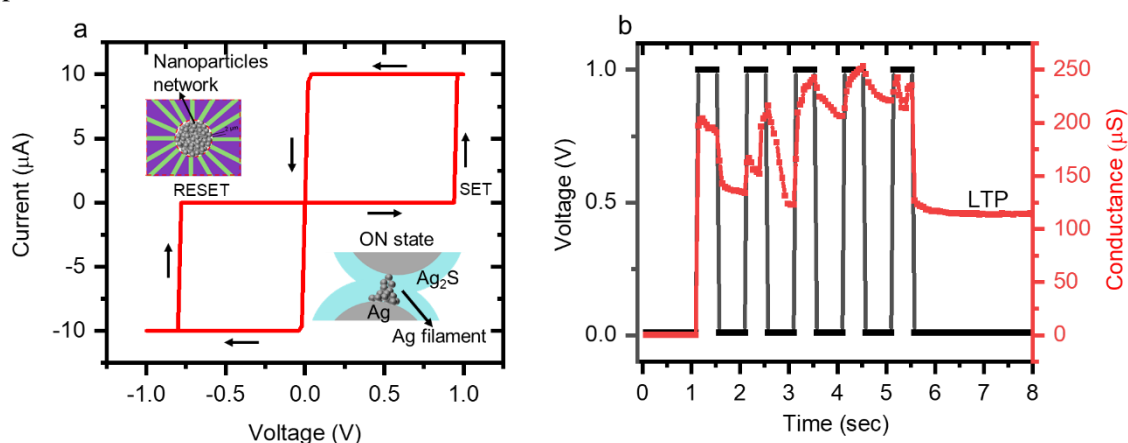 a
Nanoparticles
network
RESET
SET
ON state
Ag₂S
Ag
Ag filament
10
5
0
-5
-10
Current (μA)
-1.0
-0.5
0.0
0.5
1.0
Voltage (V)
b
1.0
0.5
0.0
Voltage (V)
LTP
250
200
150
100
50
0
Conductance (μS)
0
1
2
3
4
5
6
7
8
Time (sec)